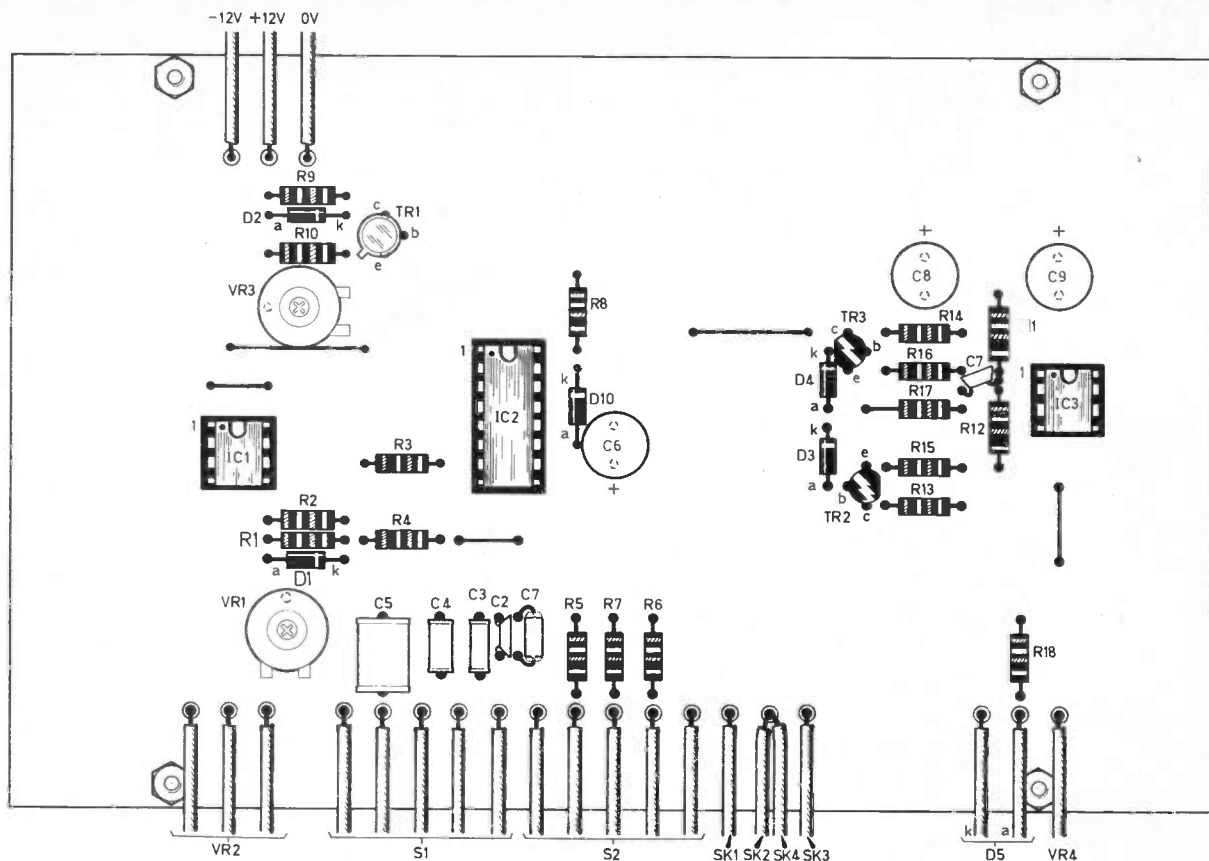 -12V +12V 0V
R9
c TR1
D2 a k b
R10
e
VR3
+ +
C8 C9
R8
TR3 R14 1
c
1 k b
R16 C7
k D4 e 1
D10 a R17 IC3
IC2
a k R12
1 C6
IC1 R3 D3 e R15
a b
+ TR2 c R13
R2
R4
R1
a k
D1
VR1
C5 C4 C3 C2 C7 R5 R7 R6
R18
k a
VR2 S1 S2 SK1 SK2 SK4 SK3 D5 VR4